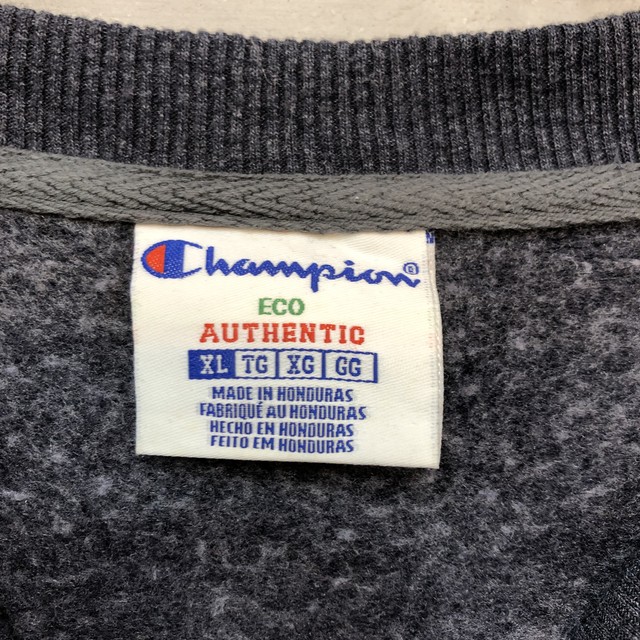 Champion®
ECO
AUTHENTIC
XL TG XG GG
MADE IN HONDURAS
FABRIQUÉ AU HONDURAS
HECHO EN HONDURAS
FEITO EM HONDURAS